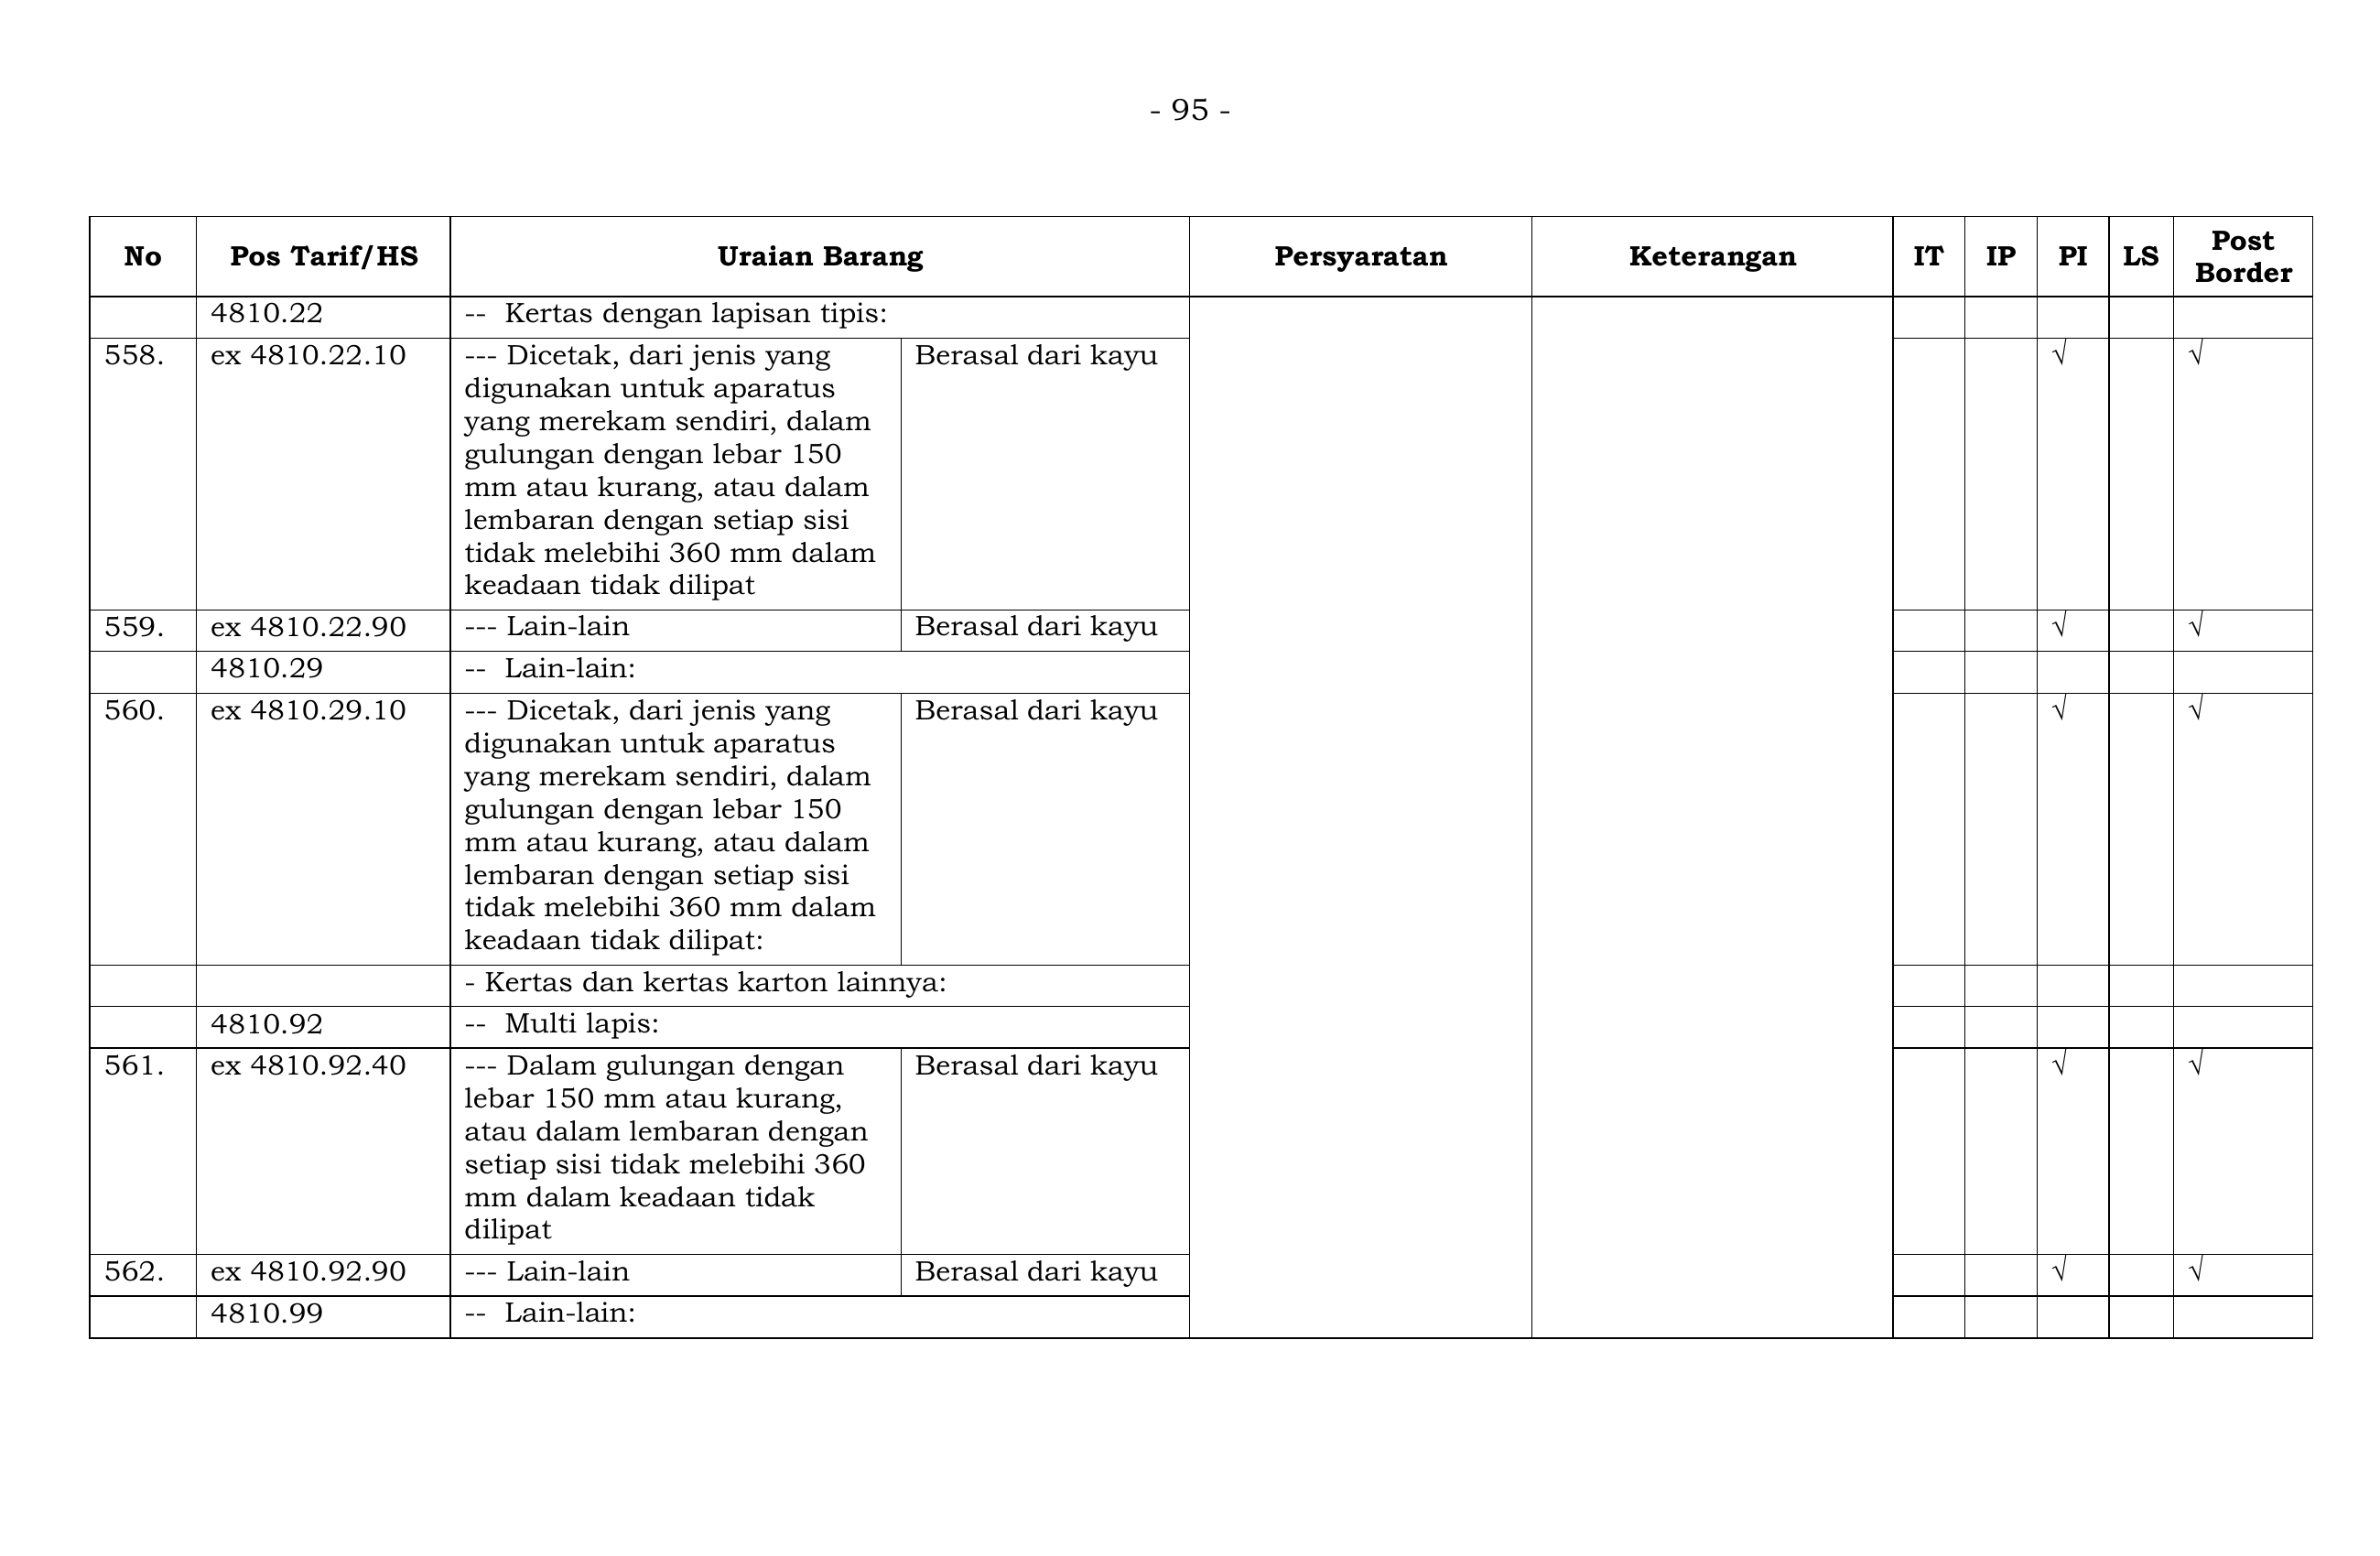 - 95 -
No Pos Tarif/HS Uraian Barang Persyaratan Keterangan IT IP PI LS Post
Border
4810.22 -- Kertas dengan lapisan tipis:
558. ex 4810.22.10 --- Dicetak, dari jenis yang Berasal dari kayu √ √
digunakan untuk aparatus
yang merekam sendiri, dalam
gulungan dengan lebar 150
mm atau kurang, atau dalam
lembaran dengan setiap sisi
tidak melebihi 360 mm dalam
keadaan tidak dilipat
559. ex 4810.22.90 --- Lain-lain Berasal dari kayu √ √
4810.29 -- Lain-lain:
560. ex 4810.29.10 --- Dicetak, dari jenis yang Berasal dari kayu √ √
digunakan untuk aparatus
yang merekam sendiri, dalam
gulungan dengan lebar 150
mm atau kurang, atau dalam
lembaran dengan setiap sisi
tidak melebihi 360 mm dalam
keadaan tidak dilipat:
- Kertas dan kertas karton lainnya:
4810.92 -- Multi lapis:
561. ex 4810.92.40 --- Dalam gulungan dengan Berasal dari kayu √ √
lebar 150 mm atau kurang,
atau dalam lembaran dengan
setiap sisi tidak melebihi 360
mm dalam keadaan tidak
dilipat
562. ex 4810.92.90 --- Lain-lain Berasal dari kayu √ √
4810.99 -- Lain-lain: